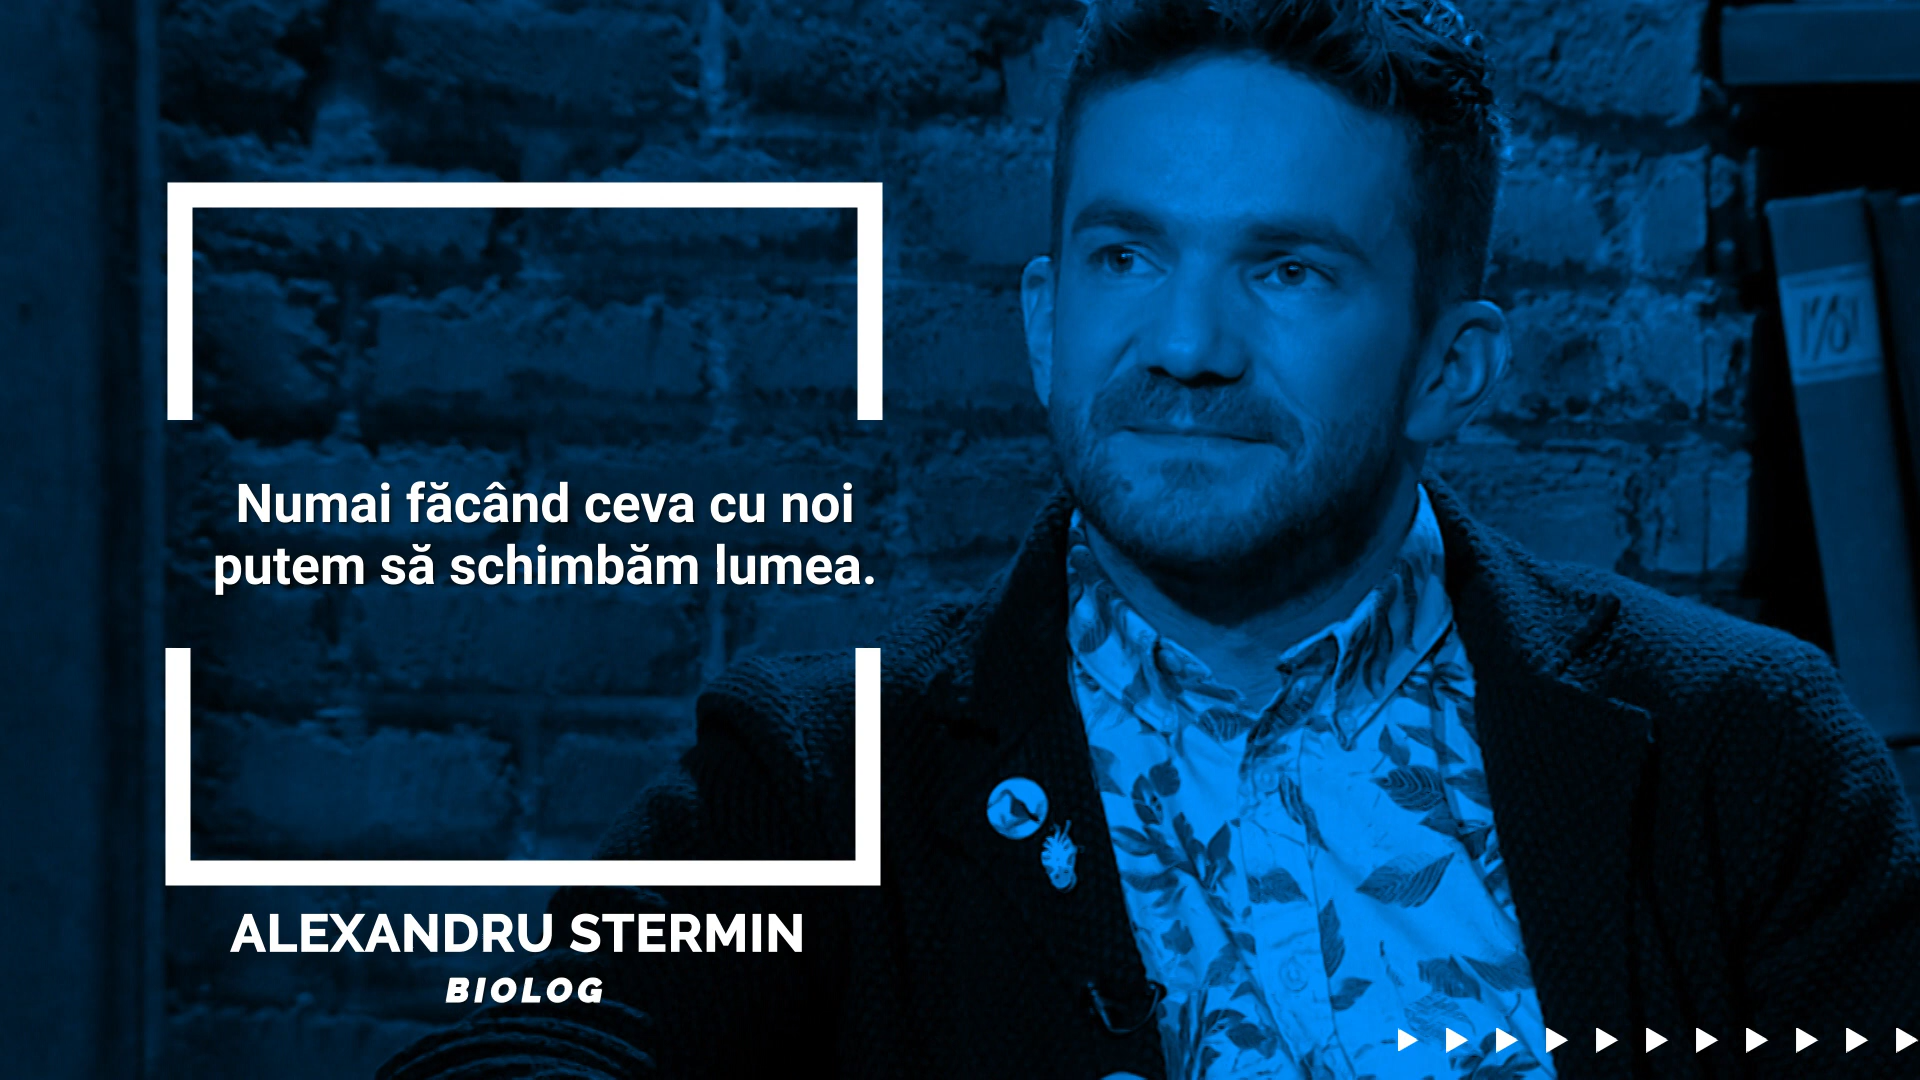 Numai făcând ceva cu noi
putem să schimbăm lumea.
ALEXANDRU STERMIN
BIOLOG